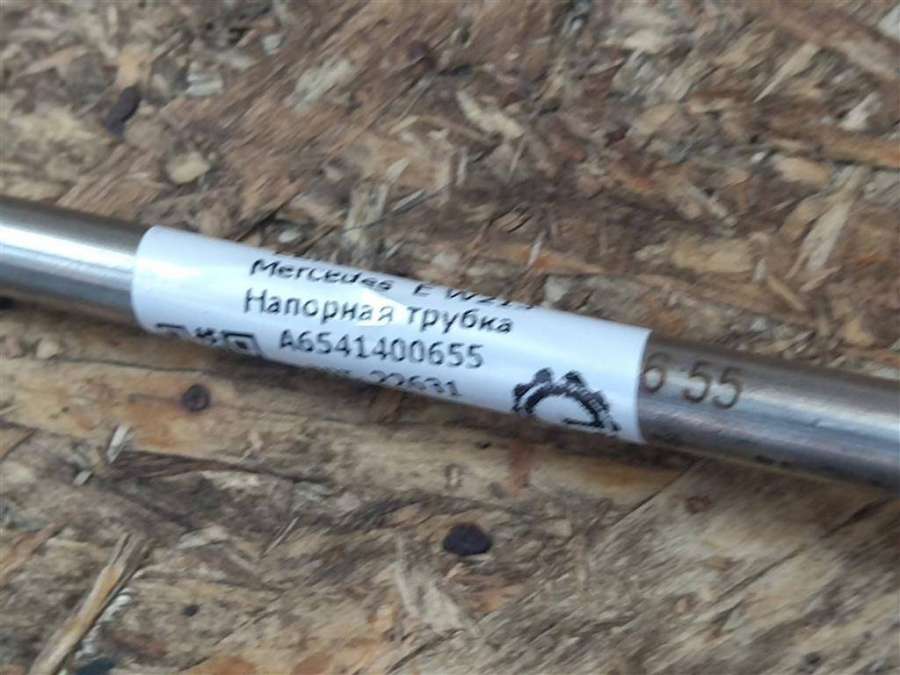 Mercedes E
Напорная трубка
A6541400655
22631
6 55